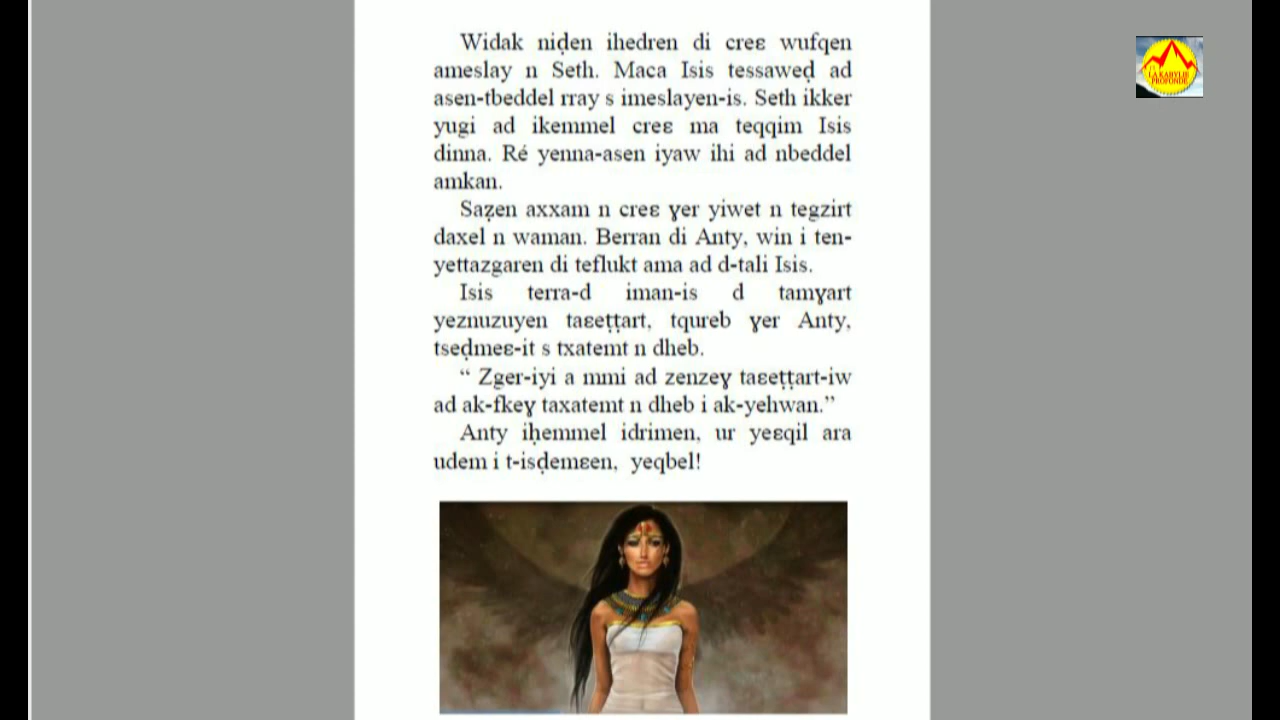 Widak niḍen ihedren di creɛ wufqen
ameslay n Seth. Maca Isis tessaweḍ ad
asen-tbeddel rray s imeslayen-is. Seth ikker
yugi ad ikemmel creɛ ma teqqim Isis
dinna. Ré yenna-asen iyaw ihi ad nbeddel
amkan.
Saẓen axxam n creɛ ɣer yiwet n tegzirt
daxel n waman. Berran di Anty, win i ten-
yettazgaren di teflukt ama ad d-tali Isis.
Isis terra-d iman-is d tamɣart
yeznuzuyen taɛeṭṭart, tqureb ɣer Anty,
tseḍmeɛ-it s txatemt n dheb.
“ Zger-iyi a mmi ad zenzeɣ taɛeṭṭart-iw
ad ak-fkeɣ taxatemt n dheb i ak-yehwan.”
Anty iḥemmel idrimen, ur yeɛqil ara
udem i t-isḍemɛen, yeqbel!
LA KABYLIE
PROFONDE